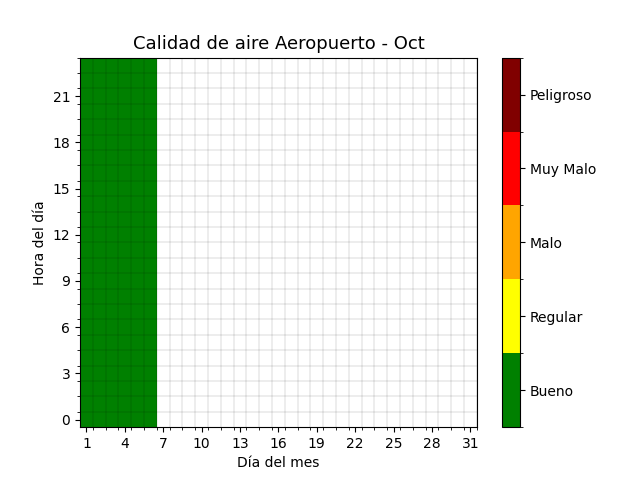 Calidad de aire Aeropuerto - Oct
Hora del día
21
18
15
12
9
6
3
0
1 4 7 10 13 16 19 22 25 28 31
Día del mes
Peligroso
Muy Malo
Malo
Regular
Bueno